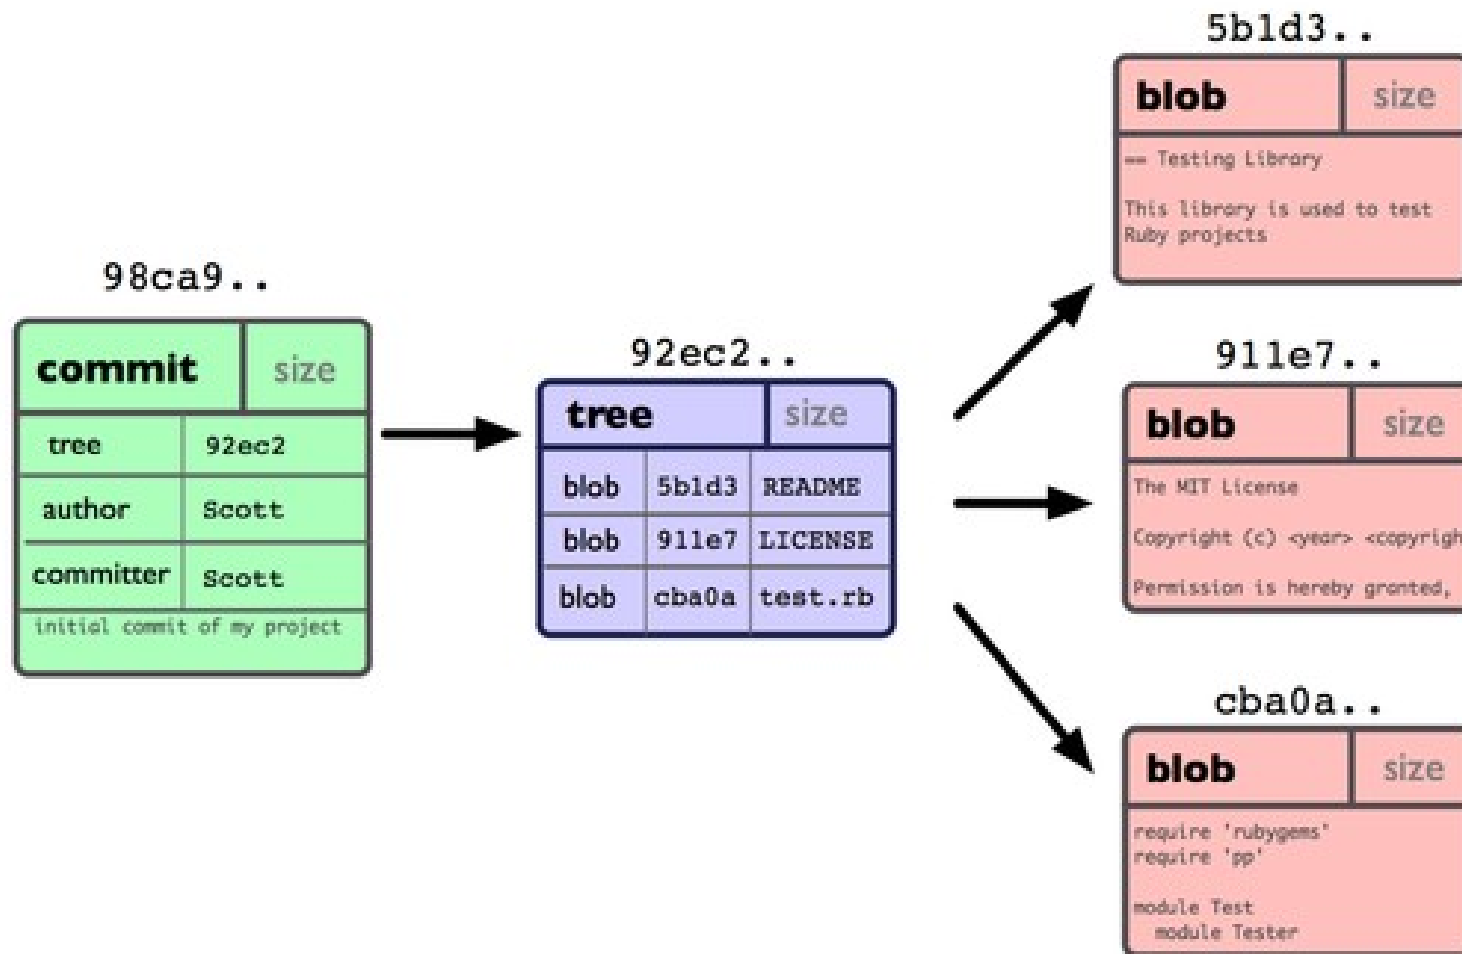 98ca9..
commit size
tree 92ec2
author Scott
committer Scott
initial commit of my project
92ec2..
tree size
blob 5b1d3 README
blob 911e7 LICENSE
blob cba0a test.rb
5b1d3..
blob size
== Testing Library
This library is used to test
Ruby projects
911e7..
blob size
The MIT License
Copyright (c) <year> <copyrigh
Permission is hereby granted,
cba0a..
blob size
require 'rubygems'
require 'pp'
module Test
module Tester